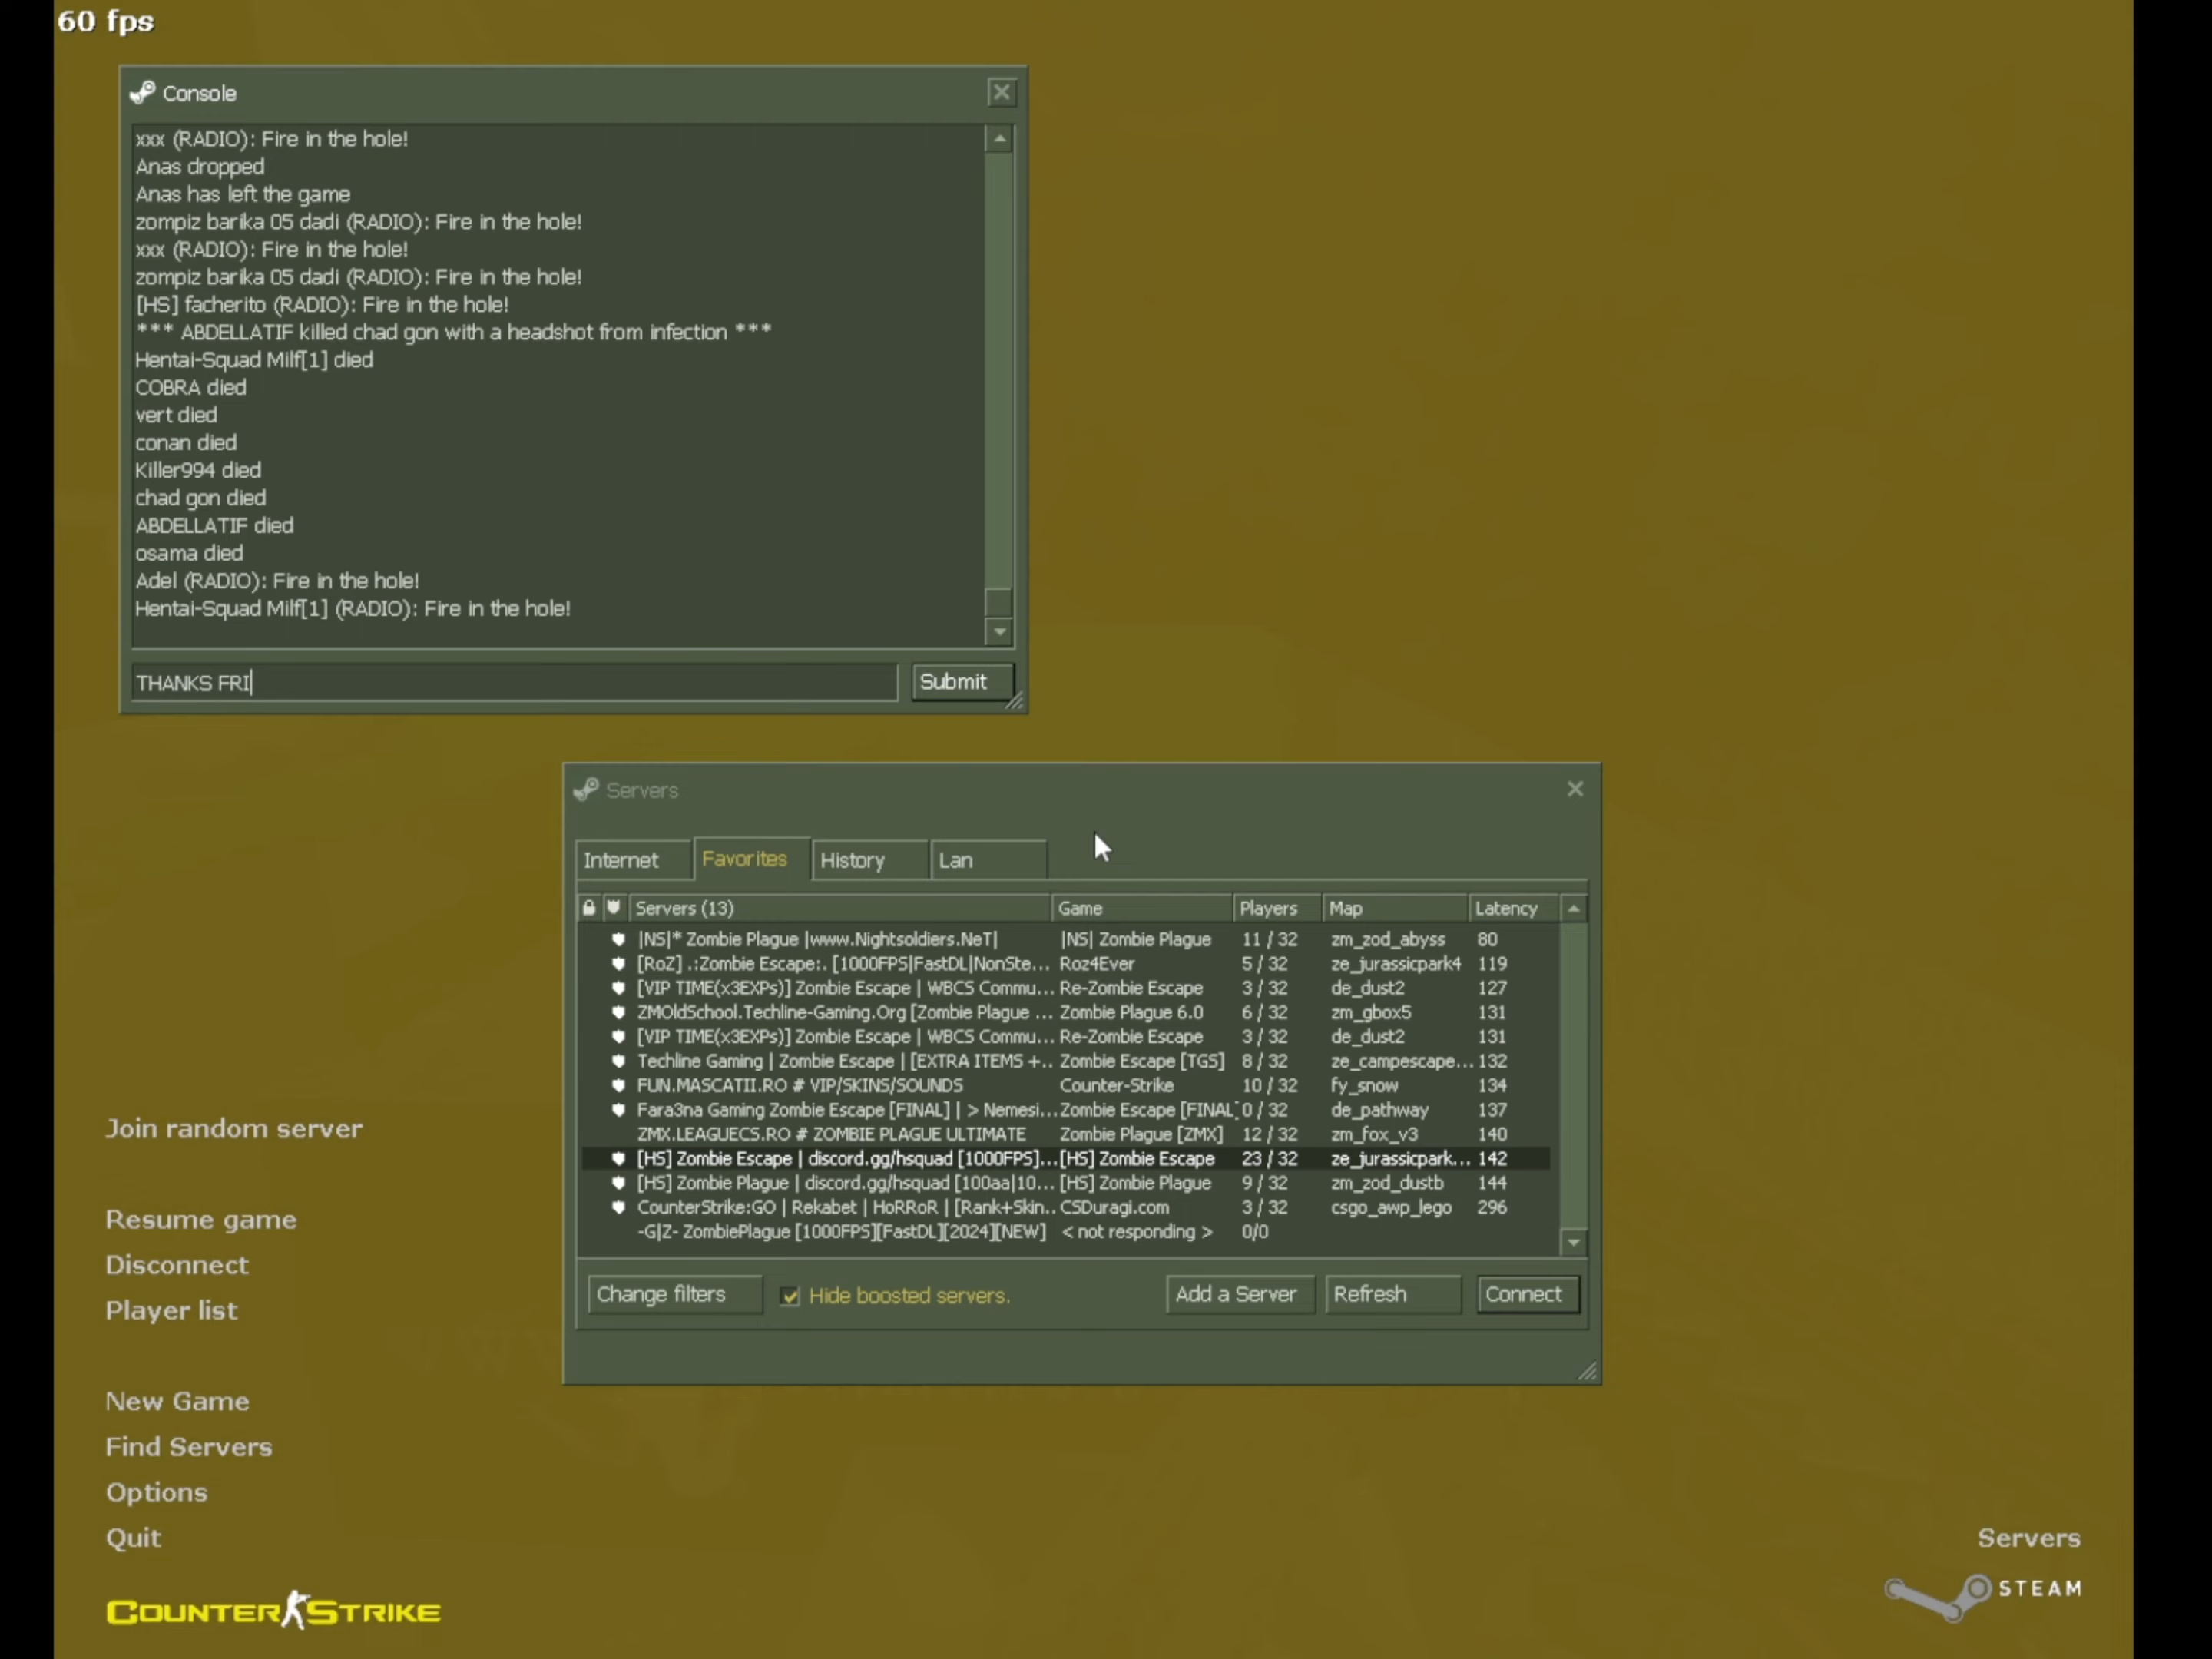 60 fps
Console
xxx (RADIO): Fire in the hole!
Anas dropped
Anas has left the game
zompiz barika 05 dadi (RADIO): Fire in the hole!
xxx (RADIO): Fire in the hole!
zompiz barika 05 dadi (RADIO): Fire in the hole!
[HS] facherito (RADIO): Fire in the hole!
*** ABDELLATIF killed chad gon with a headshot from infection ***
Hentai-Squad Milf[1] died
COBRA died
vert died
conan died
Killer994 died
chad gon died
ABDELLATIF died
osama died
Adel (RADIO): Fire in the hole!
Hentai-Squad Milf[1] (RADIO): Fire in the hole!
THANKS FRI
Submit
Servers
Internet Favorites History Lan
Servers (13) Game Players Map Latency
|NS|* Zombie Plague |www.Nightsoldiers.NeT| |NS| Zombie Plague 11 / 32 zm_zod_abyss 80
[RoZ] .:Zombie Escape:. [1000FPS|FastDL|NonSte... Roz4Ever 5 / 32 ze_jurassicpark4 119
[VIP TIME(x3EXPs)] Zombie Escape | WBCS Commu... Re-Zombie Escape 3 / 32 de_dust2 127
ZMOldSchool.Techline-Gaming.Org [Zombie Plague ... Zombie Plague 6.0 6 / 32 zm_gbox5 131
[VIP TIME(x3EXPs)] Zombie Escape | WBCS Commu... Re-Zombie Escape 3 / 32 de_dust2 131
Techline Gaming | Zombie Escape | [EXTRA ITEMS +.. Zombie Escape [TGS] 8 / 32 ze_campescape... 132
FUN.MASCATII.RO # VIP/SKINS/SOUNDS Counter-Strike 10 / 32 fy_snow 134
Fara3na Gaming Zombie Escape [FINAL] | > Nemesi... Zombie Escape [FINAL] 0 / 32 de_pathway 137
ZMX.LEAGUECS.RO # ZOMBIE PLAGUE ULTIMATE Zombie Plague [ZMX] 12 / 32 zm_fox_v3 140
[HS] Zombie Escape | discord.gg/hsquad [1000FPS]... [HS] Zombie Escape 23 / 32 ze_jurassicpark... 142
[HS] Zombie Plague | discord.gg/hsquad [100aa|10... [HS] Zombie Plague 9 / 32 zm_zod_dustb 144
CounterStrike:GO | Rekabet | HoRRoR | [Rank+Skin.. CSDuragi.com 3 / 32 csgo_awp_lego 296
-G|Z- ZombiePlague [1000FPS][FastDL][2024][NEW] < not responding > 0/0
Change filters Hide boosted servers. Add a Server Refresh Connect
Join random server
Resume game
Disconnect
Player list
New Game
Find Servers
Options
Quit
COUNTER STRIKE
Servers
STEAM